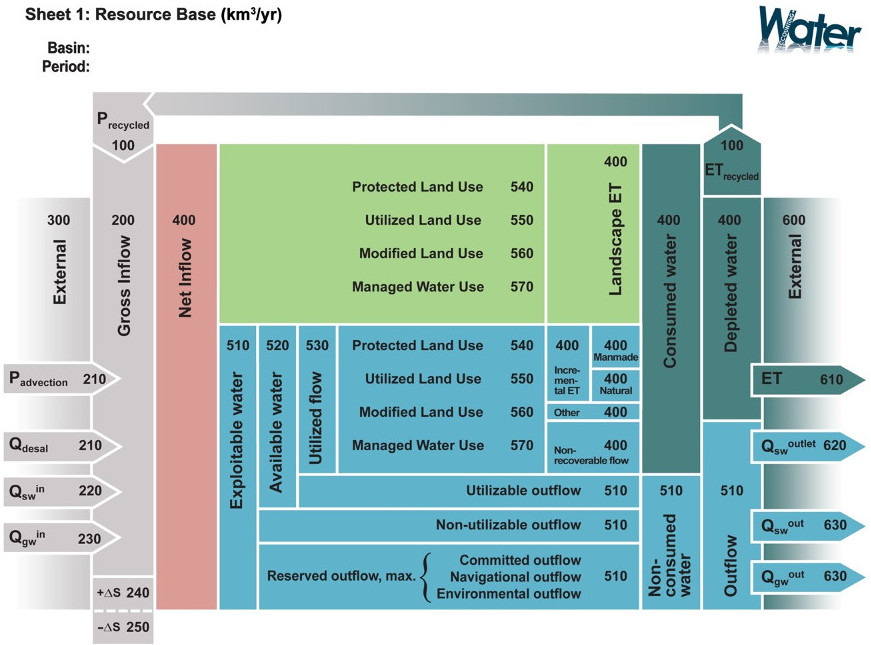 Sheet 1: Resource Base (km³/yr)
Basin:
Period:
Water
P recycled
100
100
ET recycled
300
External
200
Gross Inflow
400
Net Inflow
Protected Land Use 540
Utilized Land Use 550
Modified Land Use 560
Managed Water Use 570
400
Landscape ET
400
Consumed water
400
Depleted water
600
External
510
Exploitable water
520
Available water
530
Utilized flow
Protected Land Use 540
Utilized Land Use 550
Modified Land Use 560
Managed Water Use 570
400
Incre-
men-
tal ET
400
Manmade
400
Natural
Other 400
Non-
recoverable flow
400
P advection 210
Q desal 210
Q sw in 220
Q gw in 230
+ΔS 240
−ΔS 250
Utilizable outflow 510
Non-utilizable outflow 510
Reserved outflow, max. {
Committed outflow
Navigational outflow
Environmental outflow
510
510
Non-
consumed
water
510
Outflow
ET 610
Q sw outlet 620
Q sw out 630
Q gw out 630